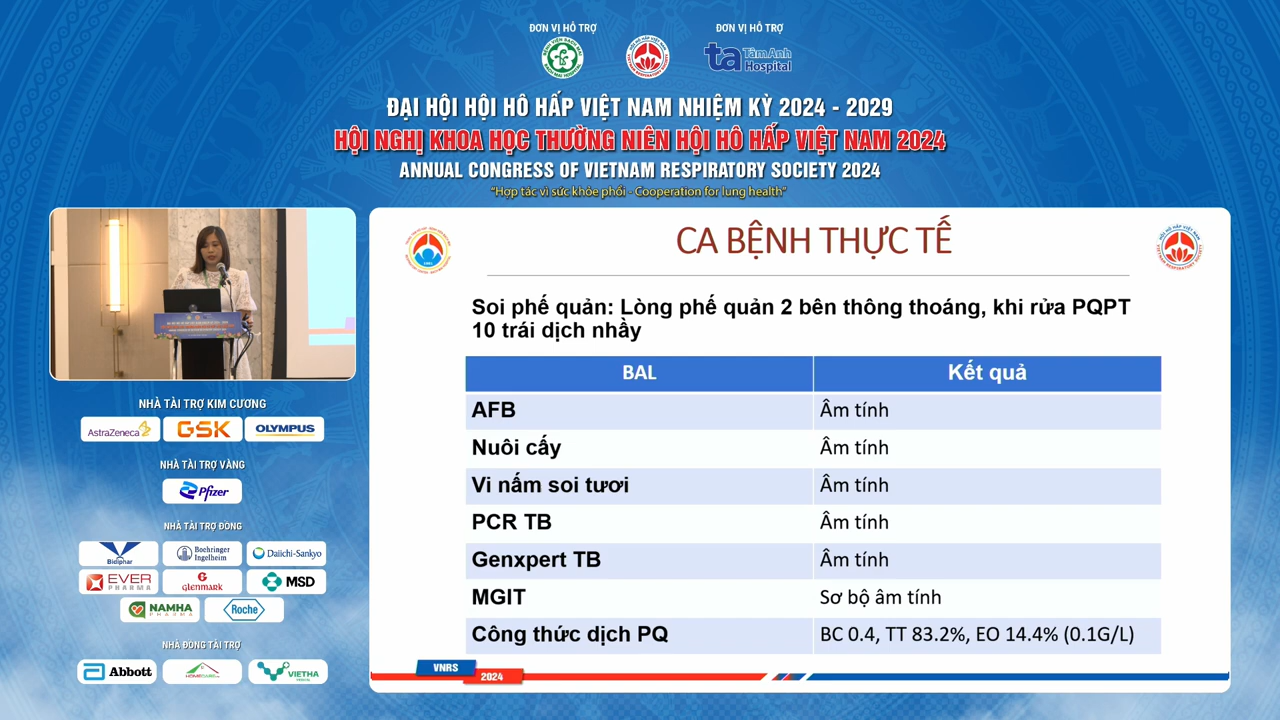 ĐƠN VỊ HỖ TRỢ
ĐƠN VỊ HỖ TRỢ
ta TâmAnh Hospital
ĐẠI HỘI HỘI HÔ HẤP VIỆT NAM NHIỆM KỲ 2024 - 2029
HỘI NGHỊ KHOA HỌC THƯỜNG NIÊN HỘI HÔ HẤP VIỆT NAM 2024
ANNUAL CONGRESS OF VIETNAM RESPIRATORY SOCIETY 2024
"Hợp tác vì sức khỏe phổi - Cooperation for lung health"
NHÀ TÀI TRỢ KIM CƯƠNG
AstraZeneca
GSK
OLYMPUS
NHÀ TÀI TRỢ VÀNG
Pfizer
NHÀ TÀI TRỢ ĐỒNG
Bidiphar
Boehringer Ingelheim
Daiichi-Sankyo
EVER PHARMA
GLENMARK
MSD
NAMHA PHARMA
Roche
NHÀ ĐỒNG TÀI TRỢ
Abbott
VIETHA
CA BỆNH THỰC TẾ
Soi phế quản: Lòng phế quản 2 bên thông thoáng, khi rửa PQPT
10 trái dịch nhầy
BAL Kết quả
AFB Âm tính
Nuôi cấy Âm tính
Vi nấm soi tươi Âm tính
PCR TB Âm tính
Genxpert TB Âm tính
MGIT Sơ bộ âm tính
Công thức dịch PQ BC 0.4, TT 83.2%, EO 14.4% (0.1G/L)
VNRS
2024